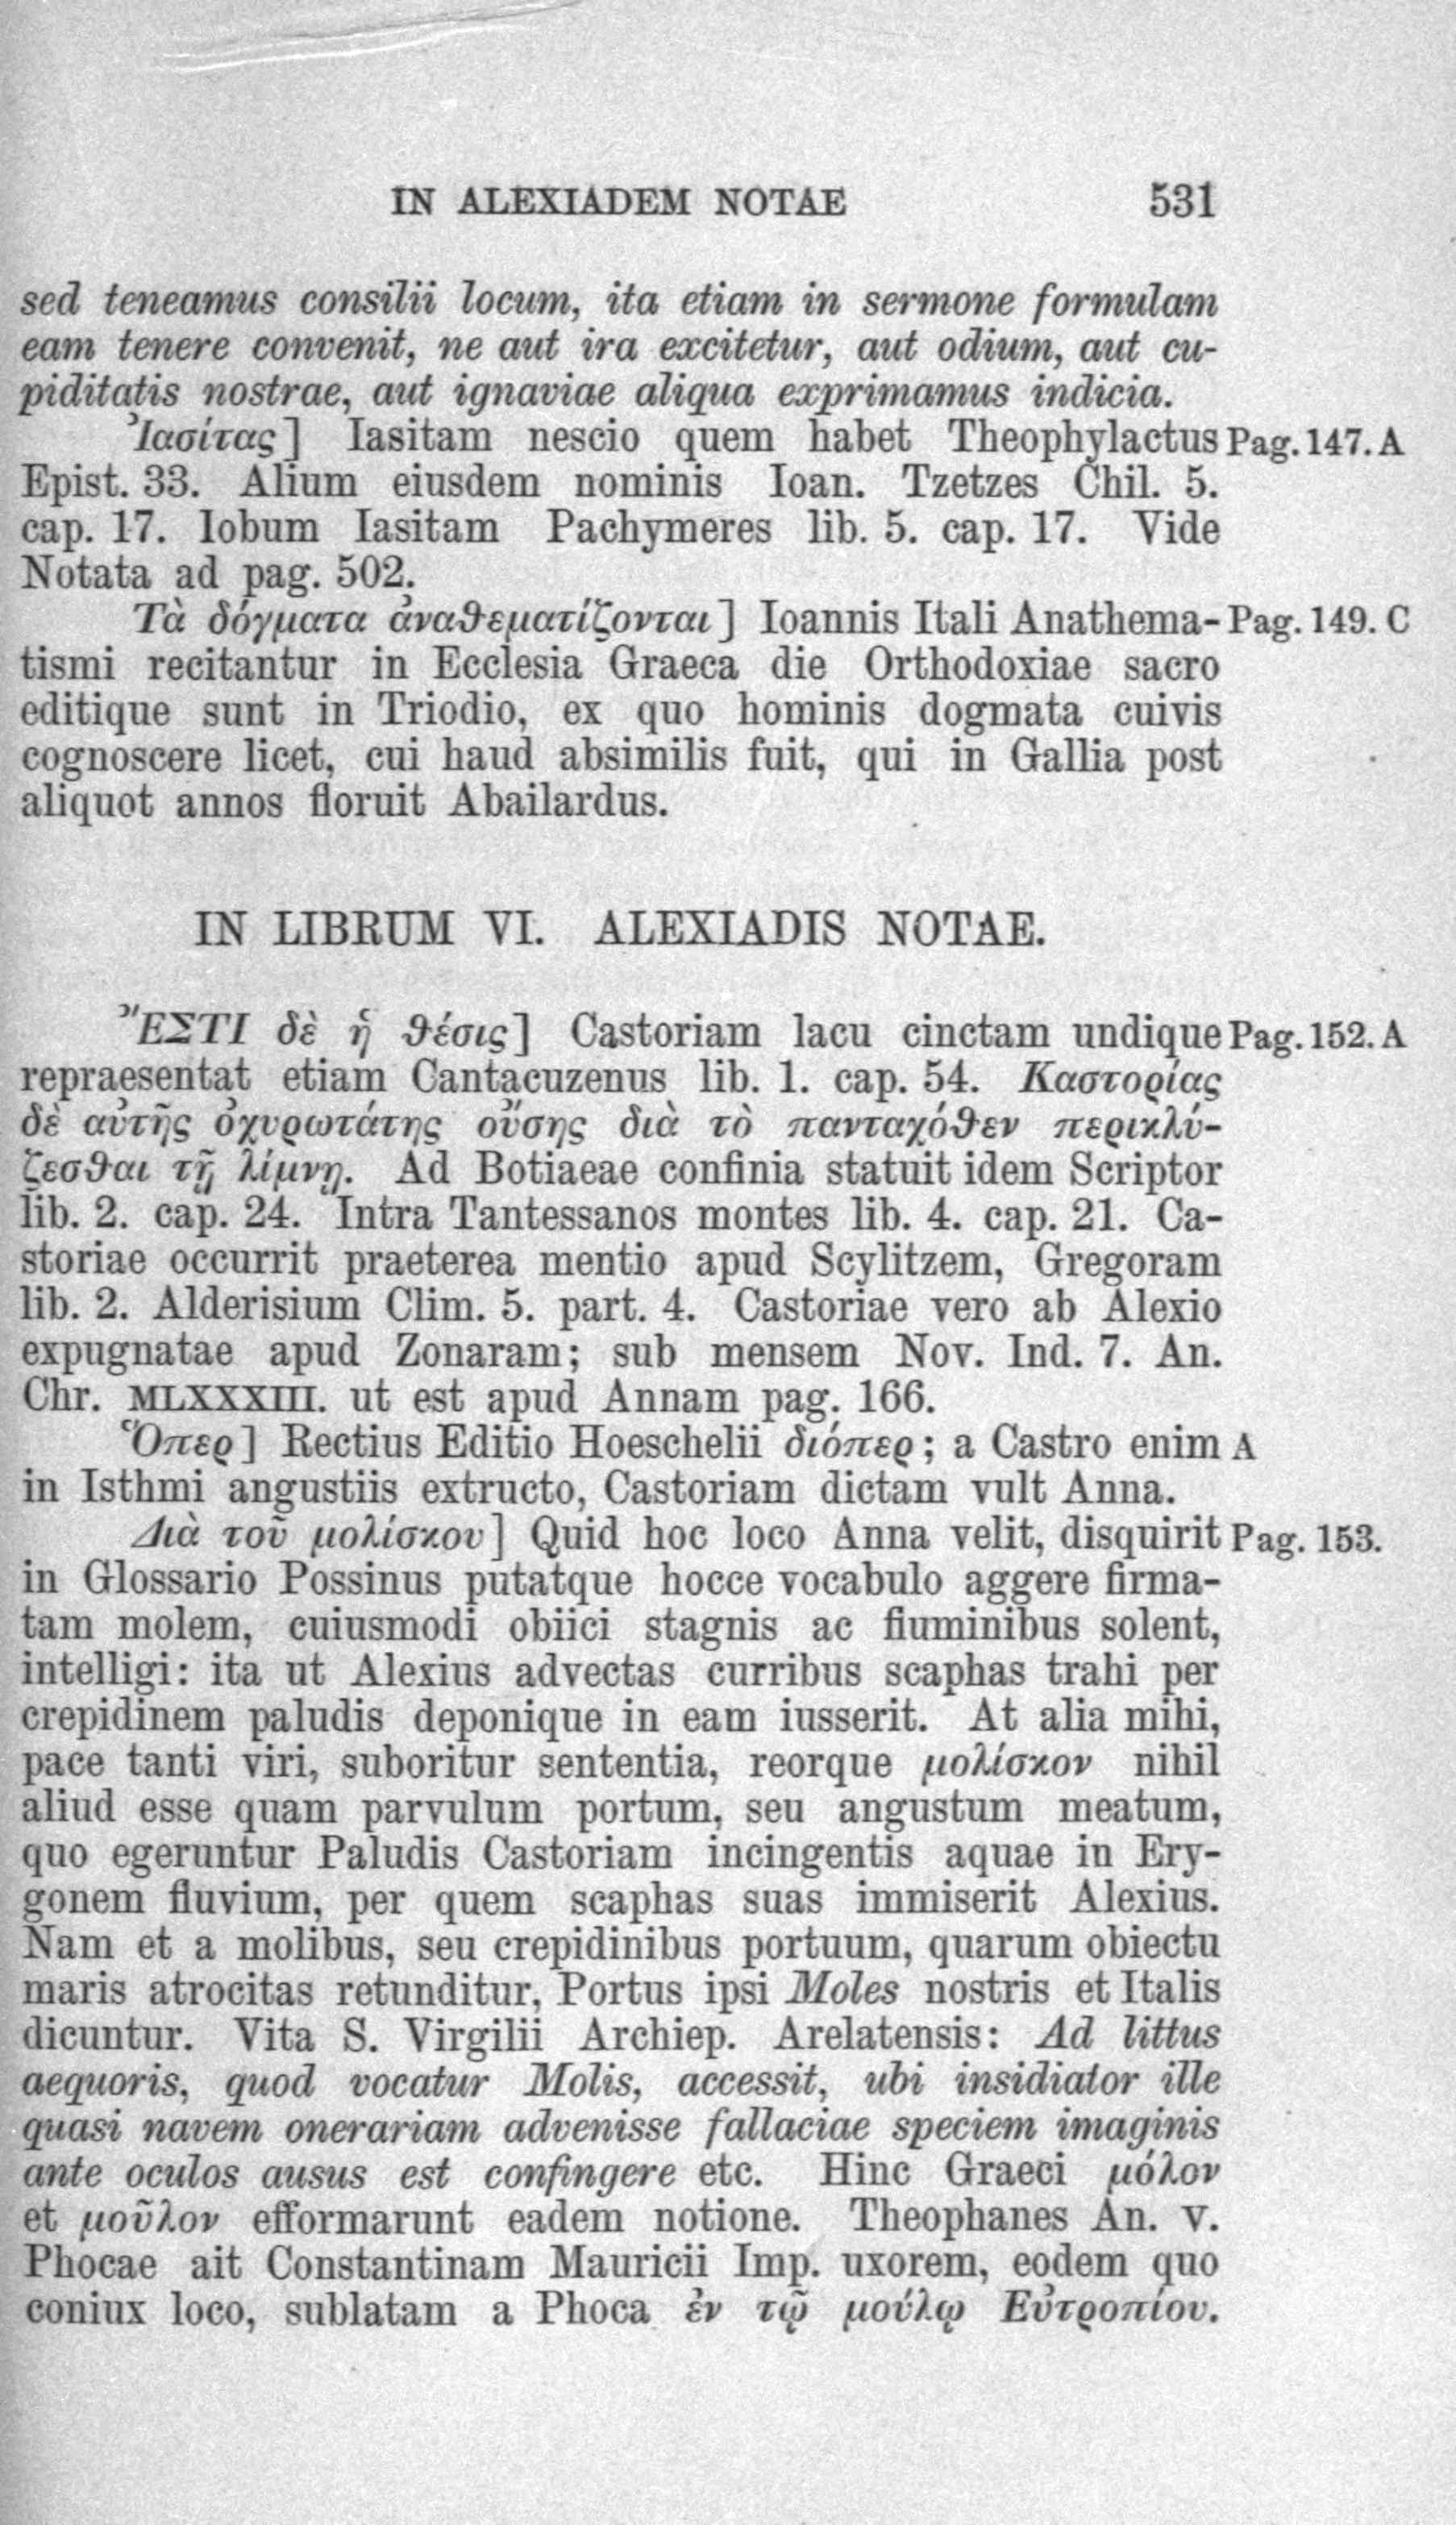 IN ALEXIADEM NOTAE 531
sed teneamus consilii locum, ita etiam in sermone formulam
eam tenere convenit, ne aut ira excitetur, aut odium, aut cu-
piditatis nostrae, aut ignaviae aliqua exprimamus indicia.
Ἰασίτας] Iasitam nescio quem habet Theophylactus Pag. 147. A
Epist. 33. Alium eiusdem nominis Ioan. Tzetzes Chil. 5.
cap. 17. Iobum Iasitam Pachymeres lib. 5. cap. 17. Vide
Notata ad pag. 502.
Τὰ δόγματα ἀναθεματίζονται] Ioannis Itali Anathema- Pag. 149. C
tismi recitantur in Ecclesia Graeca die Orthodoxiae sacro
editique sunt in Triodio, ex quo hominis dogmata cuivis
cognoscere licet, cui haud absimilis fuit, qui in Gallia post
aliquot annos floruit Abailardus.
IN LIBRUM VI. ALEXIADIS NOTAE.
ἜΣΤΙ δὲ ἡ θέσις] Castoriam lacu cinctam undique Pag. 152. A
repraesentat etiam Cantacuzenus lib. 1. cap. 54. Καστορίας
δὲ αὐτῆς ὀχυρωτάτης οὔσης διὰ τὸ πανταχόθεν περικλύ-
ζεσθαι τῇ λίμνῃ. Ad Botiaeae confinia statuit idem Scriptor
lib. 2. cap. 24. Intra Tantessanos montes lib. 4. cap. 21. Ca-
storiae occurrit praeterea mentio apud Scylitzem, Gregoram
lib. 2. Alderisium Clim. 5. part. 4. Castoriae vero ab Alexio
expugnatae apud Zonaram; sub mensem Nov. Ind. 7. An.
Chr. MLXXXIII. ut est apud Annam pag. 166.
Ὅπερ] Rectius Editio Hoeschelii διόπερ; a Castro enim A
in Isthmi angustiis extructo, Castoriam dictam vult Anna.
Διὰ τοῦ μολίσκου] Quid hoc loco Anna velit, disquirit Pag. 153.
in Glossario Possinus putatque hocce vocabulo aggere firma-
tam molem, cuiusmodi obiici stagnis ac fluminibus solent,
intelligi: ita ut Alexius advectas curribus scaphas trahi per
crepidinem paludis deponique in eam iusserit. At alia mihi,
pace tanti viri, suboritur sententia, reorque μολίσκον nihil
aliud esse quam parvulum portum, seu angustum meatum,
quo egeruntur Paludis Castoriam incingentis aquae in Ery-
gonem fluvium, per quem scaphas suas immiserit Alexius.
Nam et a molibus, seu crepidinibus portuum, quarum obiectu
maris atrocitas retunditur, Portus ipsi Moles nostris et Italis
dicuntur. Vita S. Virgilii Archiep. Arelatensis: Ad littus
aequoris, quod vocatur Molis, accessit, ubi insidiator ille
quasi navem onerariam advenisse fallaciae speciem imaginis
ante oculos ausus est confingere etc. Hinc Graeci μόλον
et μοῦλον efformarunt eadem notione. Theophanes An. V.
Phocae ait Constantinam Mauricii Imp. uxorem, eodem quo
coniux loco, sublatam a Phoca ἐν τῷ μούλῳ Εὐτροπίου.